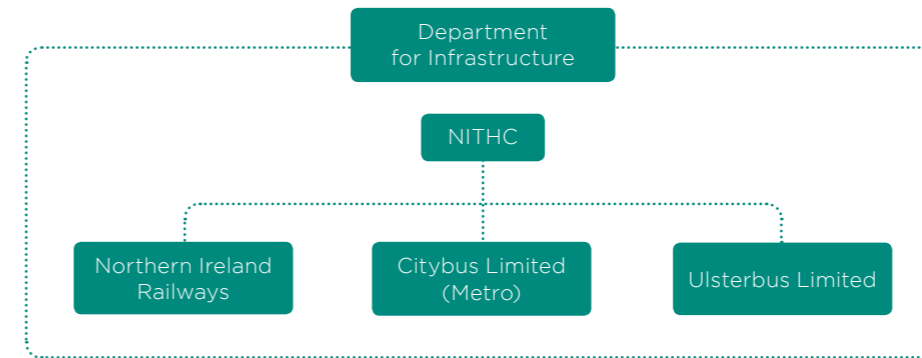 Department
for Infrastructure
NITHC
Northern Ireland
Railways
Citybus Limited
(Metro)
Ulsterbus Limited